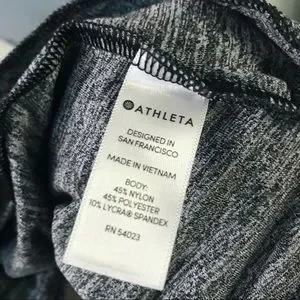 ATHLETA
DESIGNED IN
SAN FRANCISCO
MADE IN VIETNAM
BODY:
45% NYLON
45% POLYESTER
10% LYCRA® SPANDEX
RN 54023